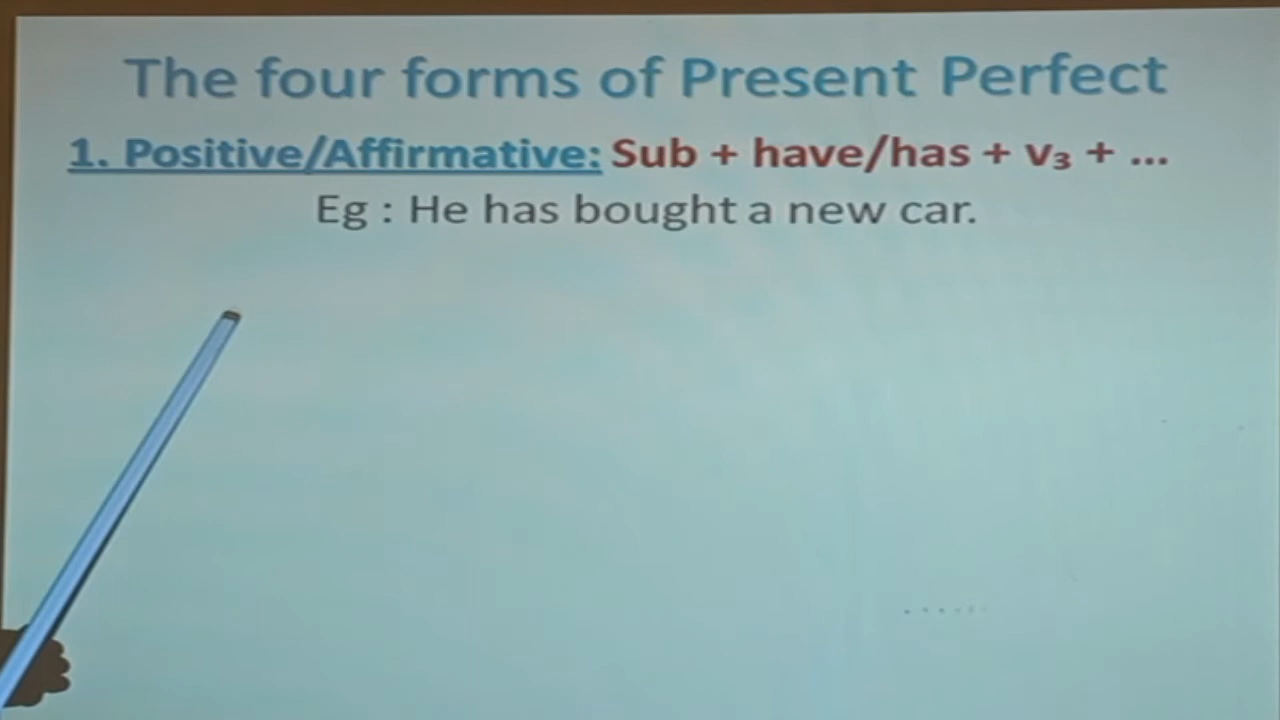 The four forms of Present Perfect
1. Positive/Affirmative: Sub + have/has + v₃ + ...
Eg : He has bought a new car.